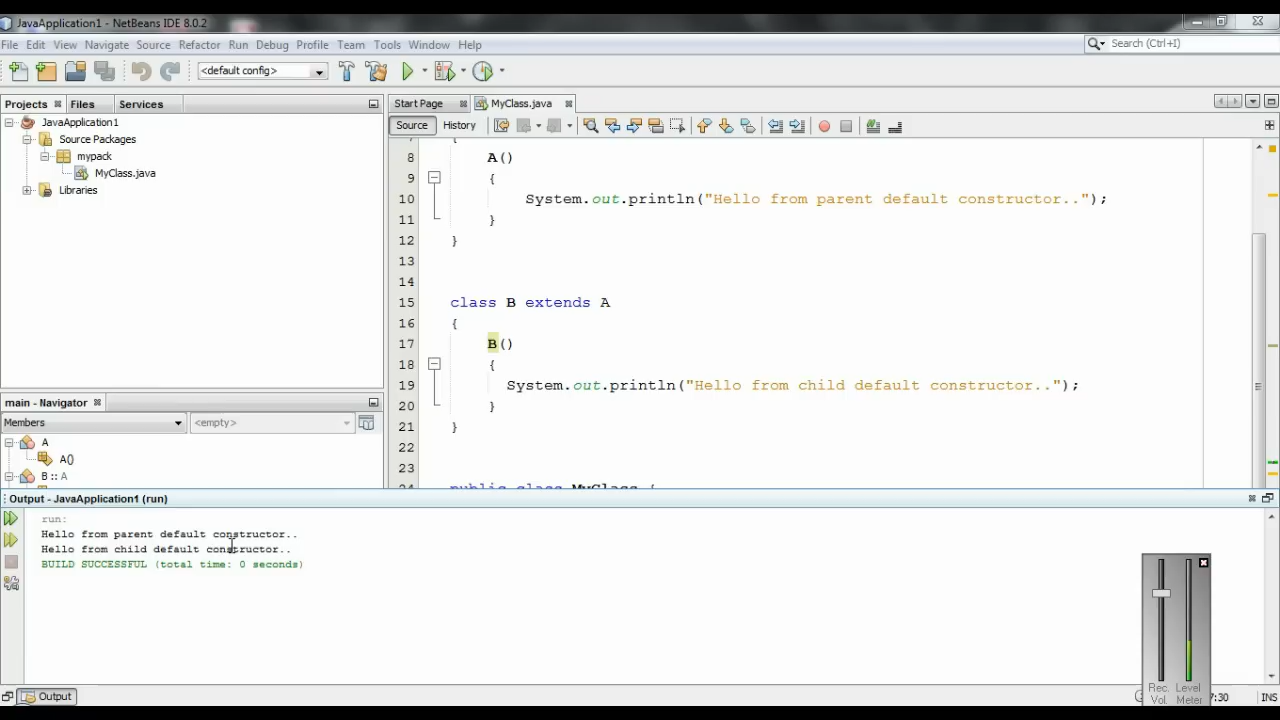 JavaApplication1 - NetBeans IDE 8.0.2
File Edit View Navigate Source Refactor Run Debug Profile Team Tools Window Help
Search (Ctrl+I)
<default config>
Projects Files Services
Start Page MyClass.java
Source History
JavaApplication1
Source Packages
mypack
MyClass.java
Libraries
8 A()
9 {
10 System.out.println("Hello from parent default constructor..");
11 }
12 }
13
14
15 class B extends A
16 {
17 B()
18 {
19 System.out.println("Hello from child default constructor..");
20 }
21 }
22
23
public class MyClass {
main - Navigator
Members <empty>
A
A()
B :: A
Output - JavaApplication1 (run)
run:
Hello from parent default constructor..
Hello from child default constructor..
BUILD SUCCESSFUL (total time: 0 seconds)
Rec. Level
Vol. Meter
Output
7:30 INS